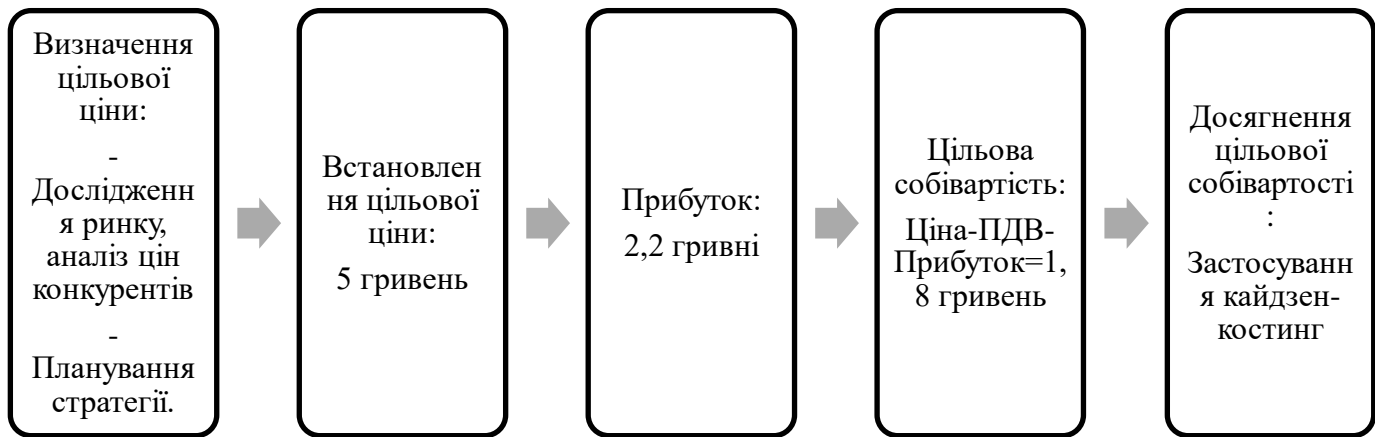 Визначення
цільової
ціни:
-
Дослідженн
я ринку,
аналіз цін
конкурентів
-
Планування
стратегії.
Встановлен
ня цільової
ціни:
5 гривень
Прибуток:
2,2 гривні
Цільова
собівартість:
Ціна-ПДВ-
Прибуток=1,
8 гривень
Досягнення
цільової
собівартості
:
Застосуванн
я кайдзен-
костинг